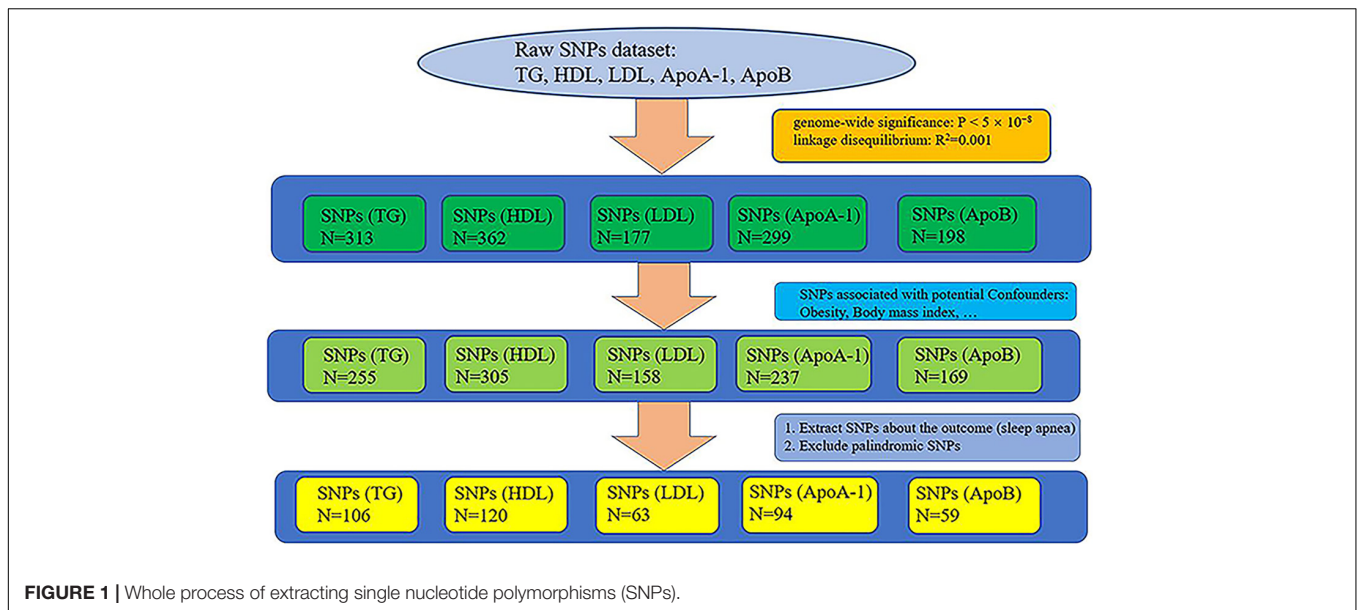 Raw SNPs dataset:
TG, HDL, LDL, ApoA-1, ApoB
genome-wide significance: P < 5 × 10⁻⁸
linkage disequilibrium: R²=0.001
SNPs (TG)
N=313
SNPs (HDL)
N=362
SNPs (LDL)
N=177
SNPs (ApoA-1)
N=299
SNPs (ApoB)
N=198
SNPs associated with potential Confounders:
Obesity, Body mass index, ...
SNPs (TG)
N=255
SNPs (HDL)
N=305
SNPs (LDL)
N=158
SNPs (ApoA-1)
N=237
SNPs (ApoB)
N=169
1. Extract SNPs about the outcome (sleep apnea)
2. Exclude palindromic SNPs
SNPs (TG)
N=106
SNPs (HDL)
N=120
SNPs (LDL)
N=63
SNPs (ApoA-1)
N=94
SNPs (ApoB)
N=59
FIGURE 1 | Whole process of extracting single nucleotide polymorphisms (SNPs).